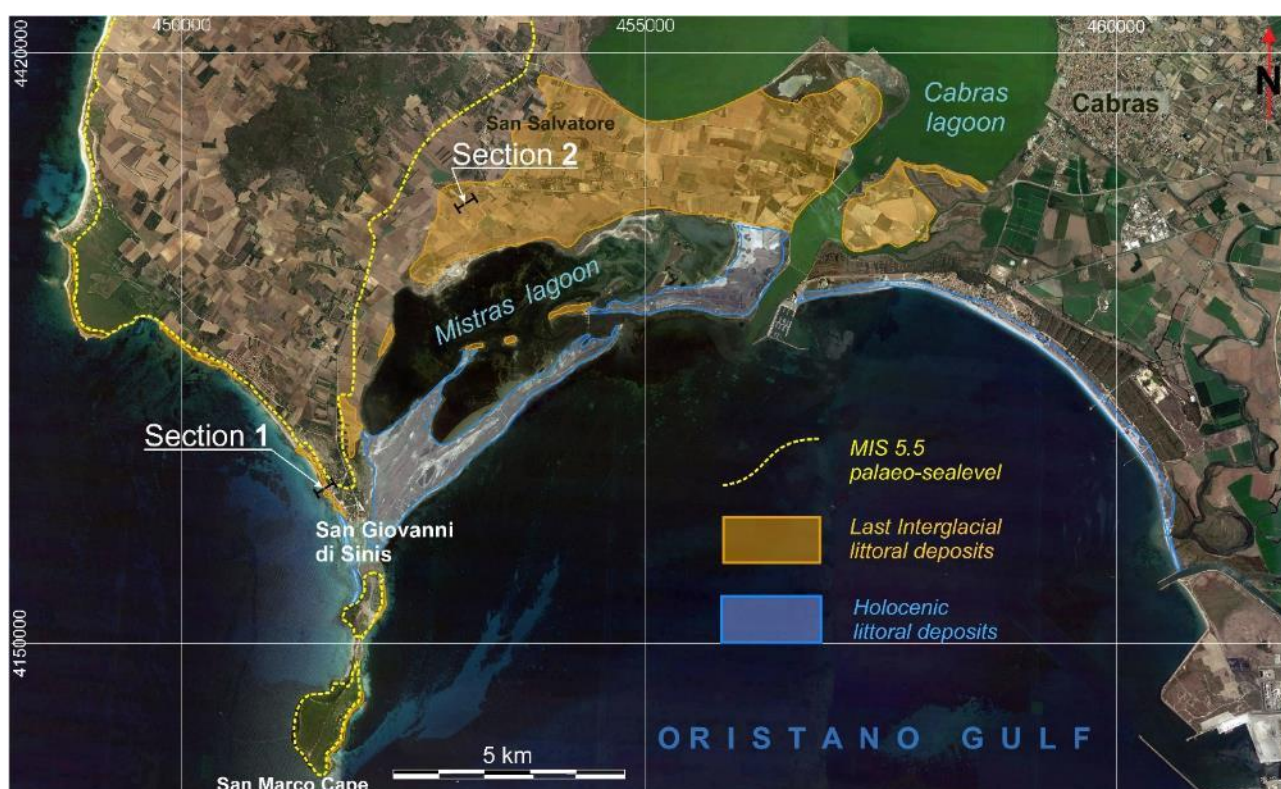 450000
455000
460000
4420000
N
Cabras
lagoon
Cabras
San Salvatore
Section 2
Mistras lagoon
Section 1
MIS 5.5
palaeo-sealevel
San Giovanni
di Sinis
Last Interglacial
littoral deposits
Holocenic
littoral deposits
4150000
ORISTANO GULF
5 km
San Marco Cape